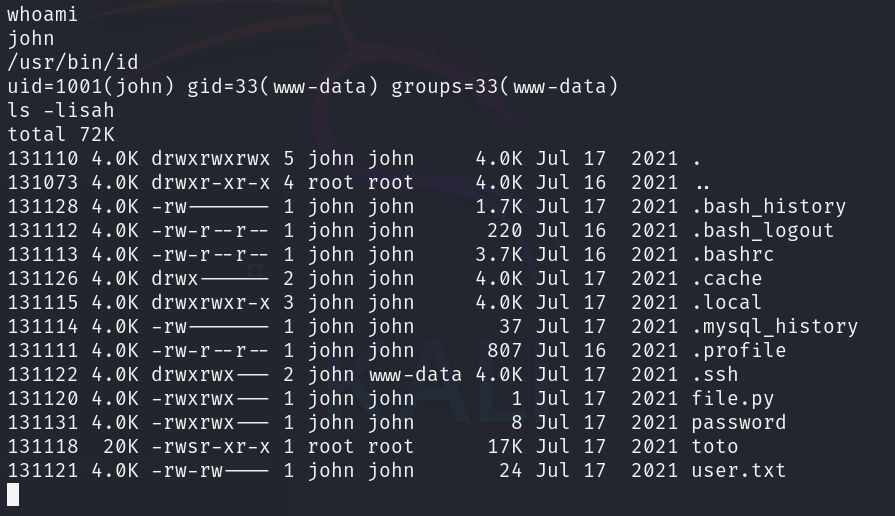 whoami
john
/usr/bin/id
uid=1001(john) gid=33(www-data) groups=33(www-data)
ls -lisah
total 72K
131110 4.0K drwxrwxrwx 5 john john     4.0K Jul 17  2021 .
131073 4.0K drwxr-xr-x 4 root root     4.0K Jul 16  2021 ..
131128 4.0K -rw------- 1 john john     1.7K Jul 17  2021 .bash_history
131112 4.0K -rw-r--r-- 1 john john      220 Jul 16  2021 .bash_logout
131113 4.0K -rw-r--r-- 1 john john     3.7K Jul 16  2021 .bashrc
131126 4.0K drwx------ 2 john john     4.0K Jul 17  2021 .cache
131115 4.0K drwxrwxr-x 3 john john     4.0K Jul 17  2021 .local
131114 4.0K -rw------- 1 john john       37 Jul 17  2021 .mysql_history
131111 4.0K -rw-r--r-- 1 john john      807 Jul 16  2021 .profile
131122 4.0K drwxrwx--- 2 john www-data 4.0K Jul 17  2021 .ssh
131120 4.0K -rwxrwx--- 1 john john        1 Jul 17  2021 file.py
131131 4.0K -rwxrwx--- 1 john john        8 Jul 17  2021 password
131118  20K -rwsr-xr-x 1 root root      17K Jul 17  2021 toto
131121 4.0K -rw-rw---- 1 john john       24 Jul 17  2021 user.txt
KALI